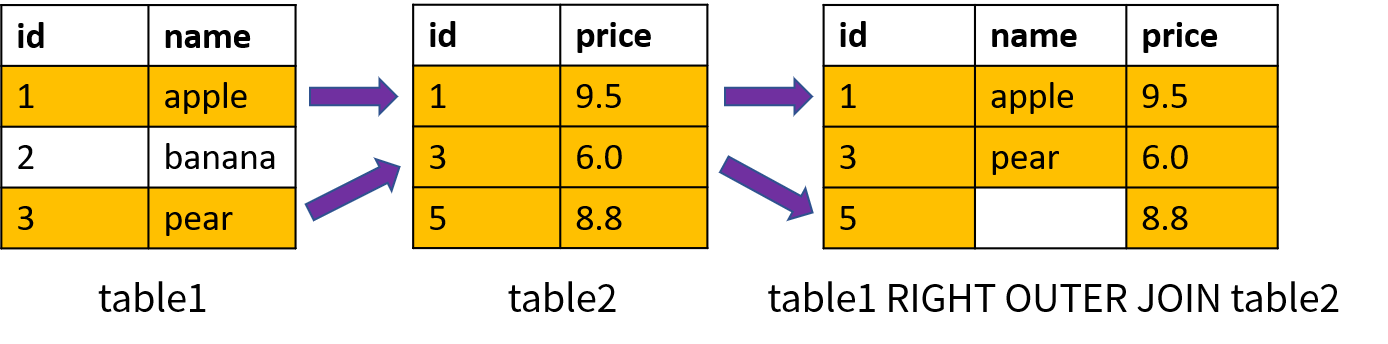 id name
1 apple
2 banana
3 pear
table1
id price
1 9.5
3 6.0
5 8.8
table2
id name price
1 apple 9.5
3 pear 6.0
5 8.8
table1 RIGHT OUTER JOIN table2